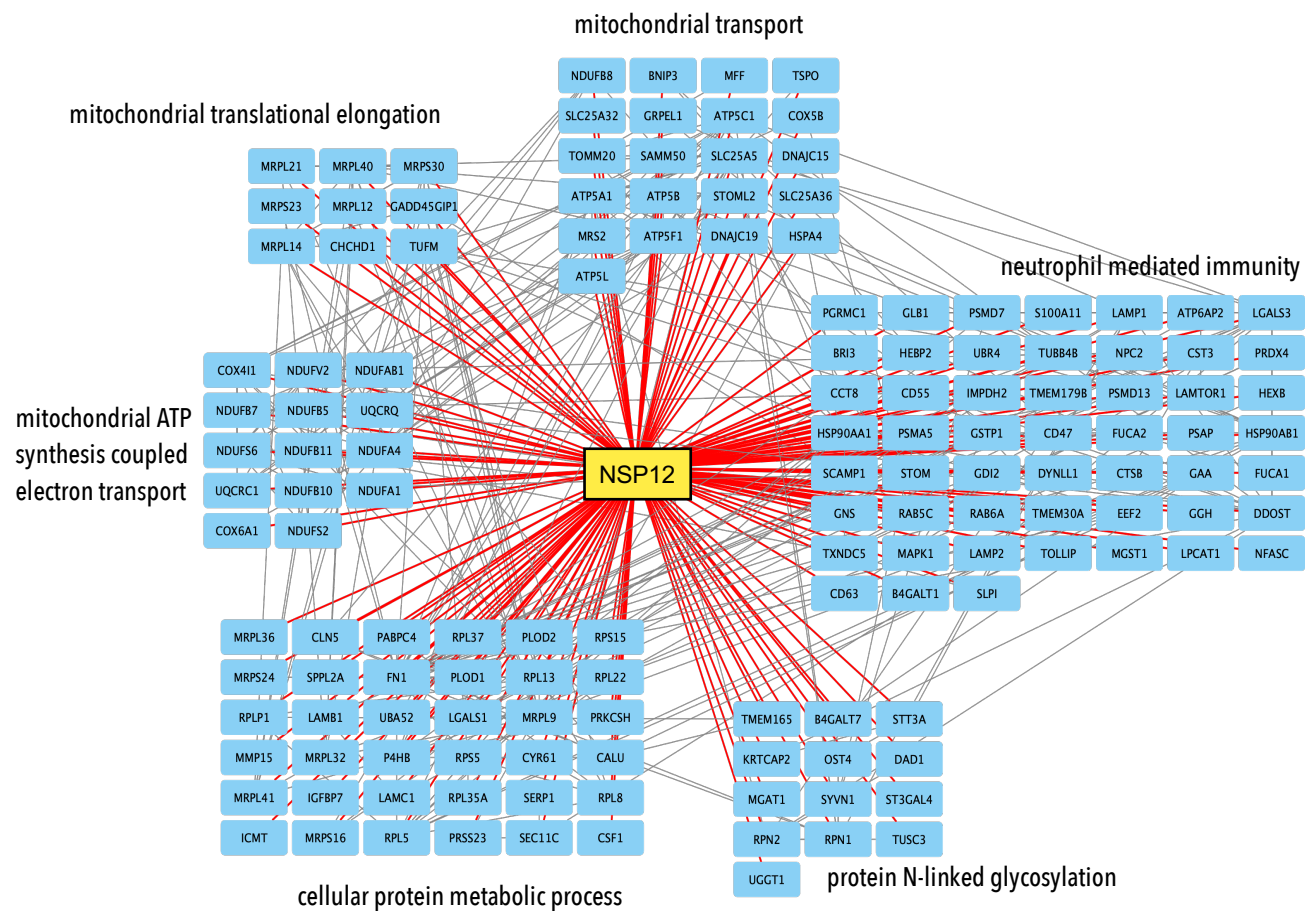 mitochondrial transport
NDUFB8 BNIP3 MFF TSPO
SLC25A32 GRPEL1 ATP5C1 COX5B
TOMM20 SAMM50 SLC25A5 DNAJC15
ATP5A1 ATP5B STOML2 SLC25A36
MRS2 ATP5F1 DNAJC19 HSPA4
ATP5L
mitochondrial translational elongation
MRPL21 MRPL40 MRPS30
MRPS23 MRPL12 GADD45GIP1
MRPL14 CHCHD1 TUFM
neutrophil mediated immunity
PGRMC1 GLB1 PSMD7 S100A11 LAMP1 ATP6AP2 LGALS3
BRI3 HEBP2 UBR4 TUBB4B NPC2 CST3 PRDX4
CCT8 CD55 IMPDH2 TMEM179B PSMD13 LAMTOR1 HEXB
HSP90AA1 PSMA5 GSTP1 CD47 FUCA2 PSAP HSP90AB1
SCAMP1 STOM GDI2 DYNLL1 CTSB GAA FUCA1
GNS RAB5C RAB6A TMEM30A EEF2 GGH DDOST
TXNDC5 MAPK1 LAMP2 TOLLIP MGST1 LPCAT1 NFASC
CD63 B4GALT1 SLPI
mitochondrial ATP
synthesis coupled
electron transport
COX4I1 NDUFV2 NDUFAB1
NDUFB7 NDUFB5 UQCRQ
NDUFS6 NDUFB11 NDUFA4
UQCRC1 NDUFB10 NDUFA1
COX6A1 NDUFS2
NSP12
MRPL36 CLN5 PABPC4 RPL37 PLOD2 RPS15
MRPS24 SPPL2A FN1 PLOD1 RPL13 RPL22
RPLP1 LAMB1 UBA52 LGALS1 MRPL9 PRKCSH
MMP15 MRPL32 P4HB RPS5 CYR61 CALU
MRPL41 IGFBP7 LAMC1 RPL35A SERP1 RPL8
ICMT MRPS16 RPL5 PRSS23 SEC11C CSF1
cellular protein metabolic process
TMEM165 B4GALT7 STT3A
KRTCAP2 OST4 DAD1
MGAT1 SYVN1 ST3GAL4
RPN2 RPN1 TUSC3
UGGT1
protein N-linked glycosylation